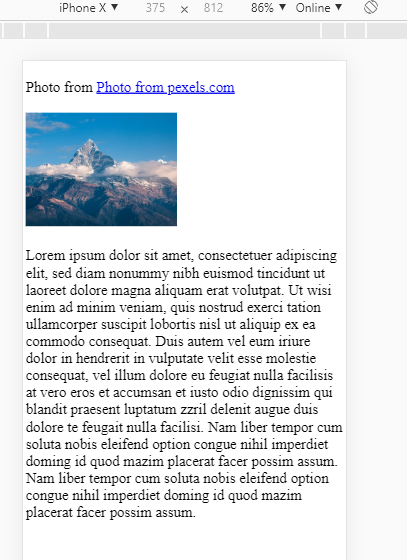 iPhone X ▼ 375 × 812 86% ▼ Online ▼
Photo from Photo from pexels.com
Lorem ipsum dolor sit amet, consectetuer adipiscing
elit, sed diam nonummy nibh euismod tincidunt ut
laoreet dolore magna aliquam erat volutpat. Ut wisi
enim ad minim veniam, quis nostrud exerci tation
ullamcorper suscipit lobortis nisl ut aliquip ex ea
commodo consequat. Duis autem vel eum iriure
dolor in hendrerit in vulputate velit esse molestie
consequat, vel illum dolore eu feugiat nulla facilisis
at vero eros et accumsan et iusto odio dignissim qui
blandit praesent luptatum zzril delenit augue duis
dolore te feugait nulla facilisi. Nam liber tempor cum
soluta nobis eleifend option congue nihil imperdiet
doming id quod mazim placerat facer possim assum.
Nam liber tempor cum soluta nobis eleifend option
congue nihil imperdiet doming id quod mazim
placerat facer possim assum.